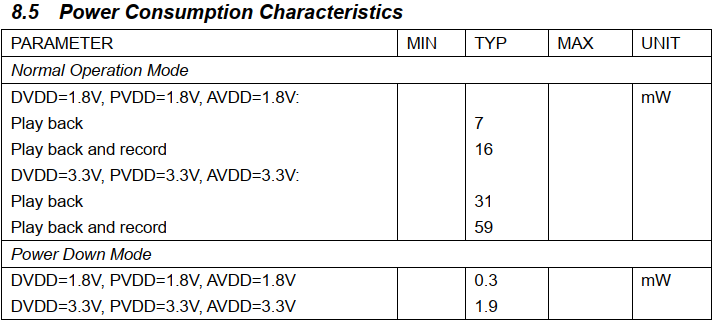 8.5 Power Consumption Characteristics
PARAMETER MIN TYP MAX UNIT
Normal Operation Mode
DVDD=1.8V, PVDD=1.8V, AVDD=1.8V: mW
Play back 7
Play back and record 16
DVDD=3.3V, PVDD=3.3V, AVDD=3.3V:
Play back 31
Play back and record 59
Power Down Mode
DVDD=1.8V, PVDD=1.8V, AVDD=1.8V 0.3 mW
DVDD=3.3V, PVDD=3.3V, AVDD=3.3V 1.9